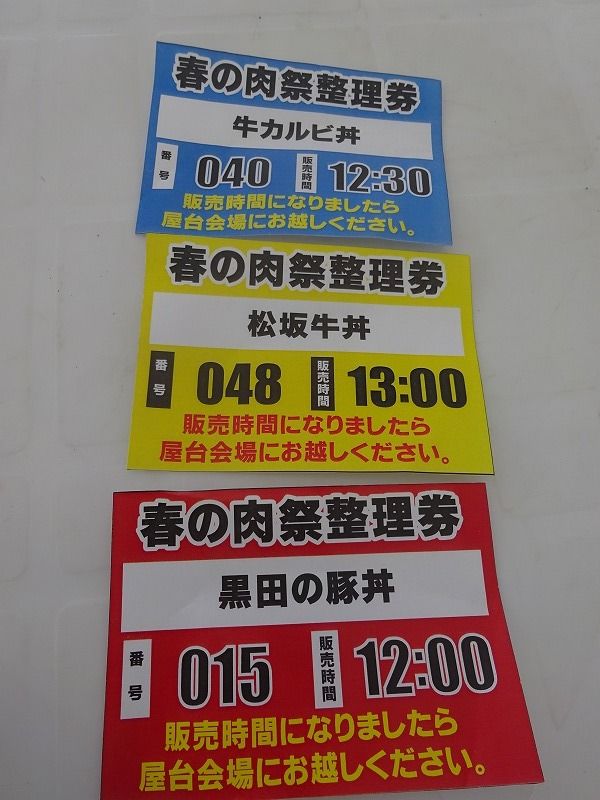 春の肉祭整理券
牛カルビ丼
番号 040 販売時間 12:30
販売時間になりましたら
屋台会場にお越しください。
春の肉祭整理券
松坂牛丼
番号 048 販売時間 13:00
販売時間になりましたら
屋台会場にお越しください。
春の肉祭整理券
黒田の豚丼
番号 015 販売時間 12:00
販売時間になりましたら
屋台会場にお越しください。